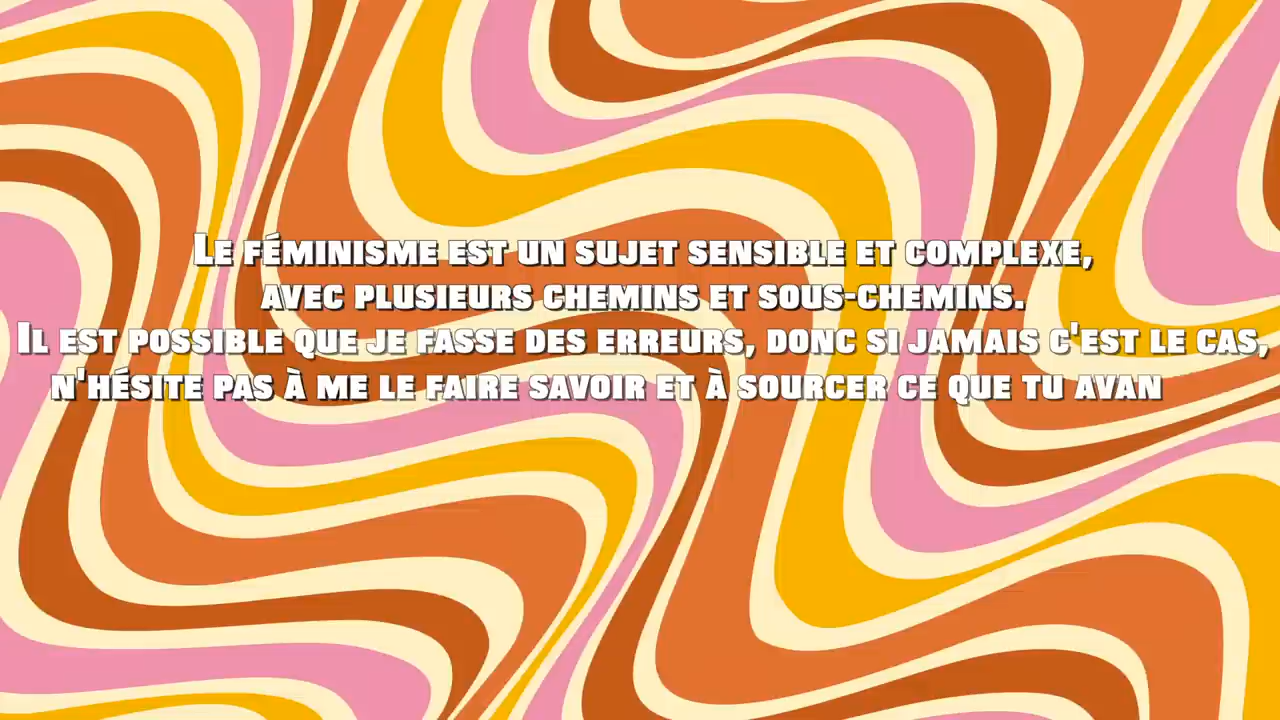 Le féminisme est un sujet sensible et complexe,
avec plusieurs chemins et sous-chemins.
Il est possible que je fasse des erreurs, donc si jamais c'est le cas,
n'hésite pas à me le faire savoir et à sourcer ce que tu avan